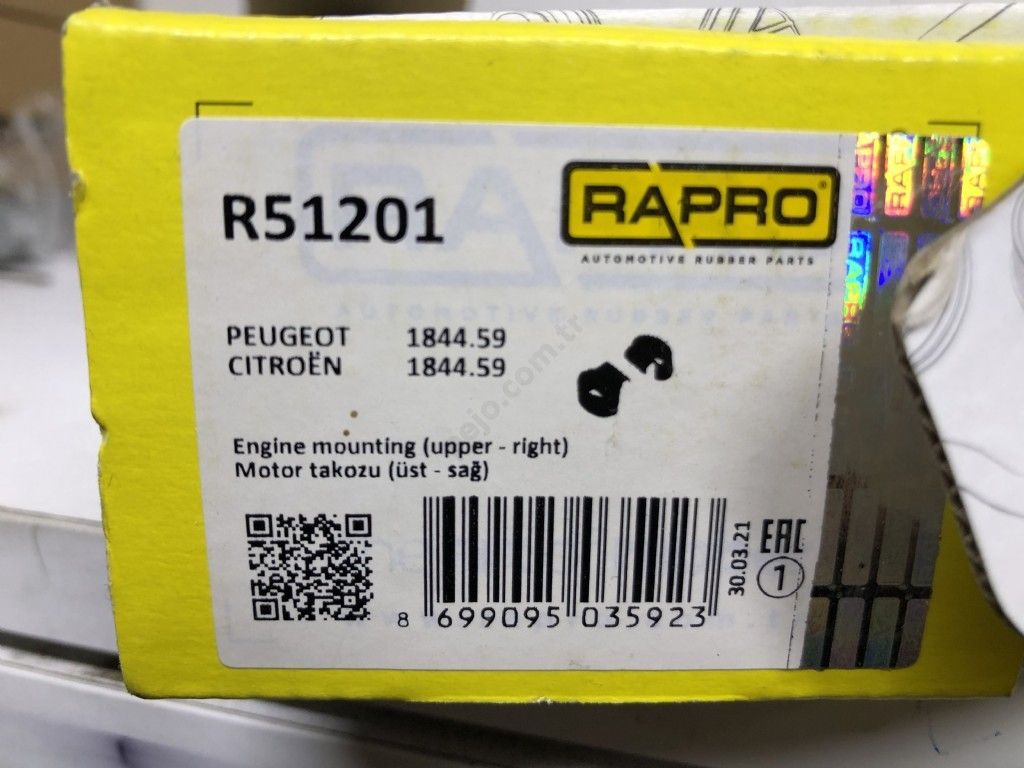 R51201
RAPRO®
AUTOMOTIVE RUBBER PARTS
PEUGEOT 1844.59
CITROËN 1844.59
Engine mounting (upper - right)
Motor takozu (üst - sağ)
8 699095 035923
30.03.21
EAC
1